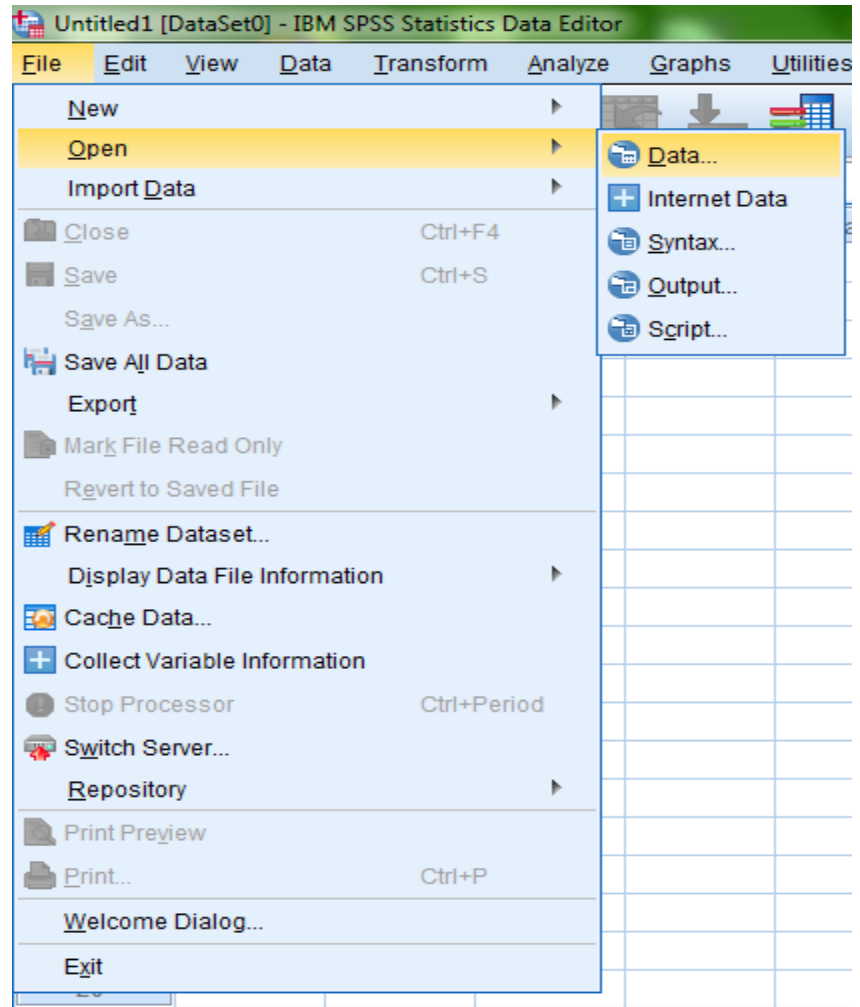 Untitled1 [DataSet0] - IBM SPSS Statistics Data Editor
File Edit View Data Transform Analyze Graphs Utilities
New
Open
Import Data
Close Ctrl+F4
Save Ctrl+S
Save As...
Save All Data
Export
Mark File Read Only
Revert to Saved File
Rename Dataset...
Display Data File Information
Cache Data...
Collect Variable Information
Stop Processor Ctrl+Period
Switch Server...
Repository
Print Preview
Print... Ctrl+P
Welcome Dialog...
Exit
Data...
Internet Data
Syntax...
Output...
Script...